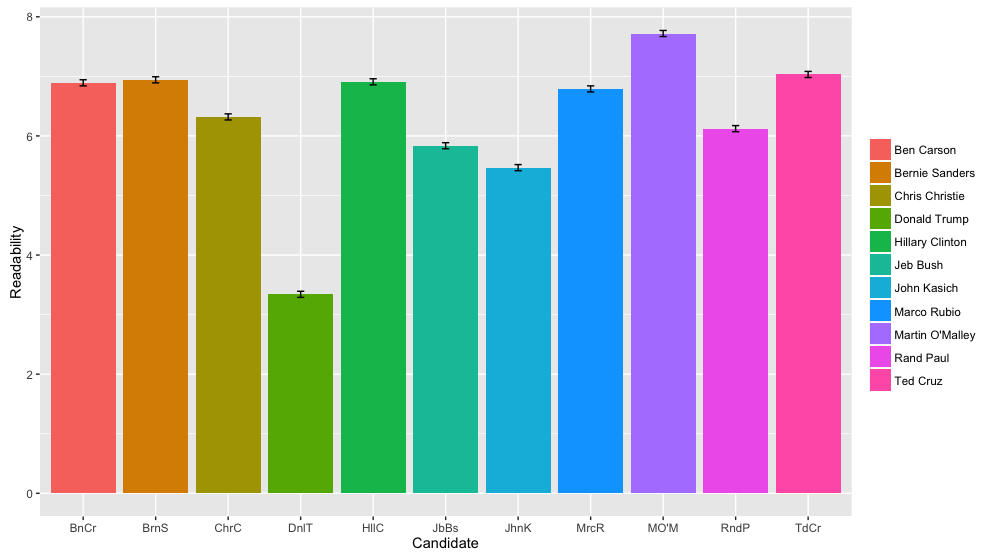 8
6
4
2
0
Readability
BnCr BrnS ChrC DnlT HllC JbBs JhnK MrcR MO'M RndP TdCr
Candidate
Ben Carson
Bernie Sanders
Chris Christie
Donald Trump
Hillary Clinton
Jeb Bush
John Kasich
Marco Rubio
Martin O'Malley
Rand Paul
Ted Cruz